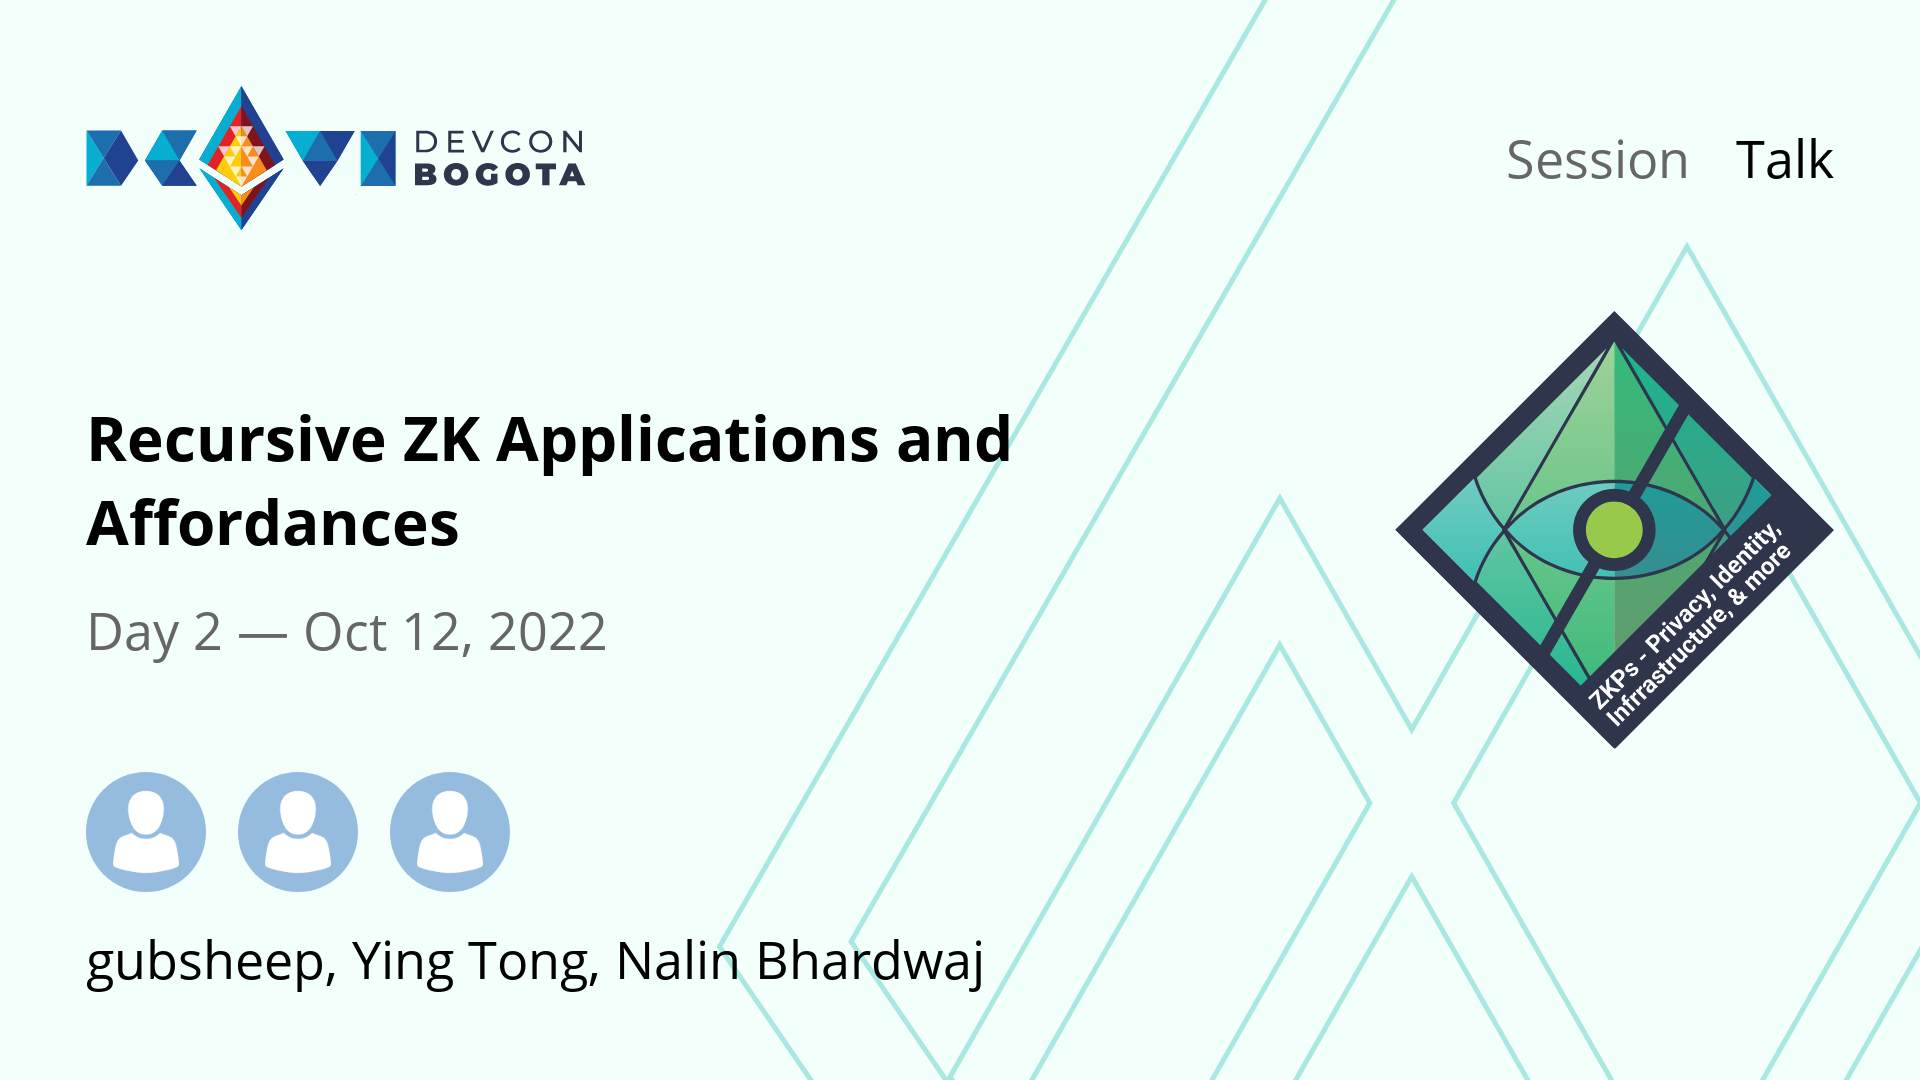 DEVCON
BOGOTA
Session Talk
Recursive ZK Applications and
Affordances
Day 2 — Oct 12, 2022
ZKPs - Privacy, Identity,
Infrrastructure, & more
gubsheep, Ying Tong, Nalin Bhardwaj